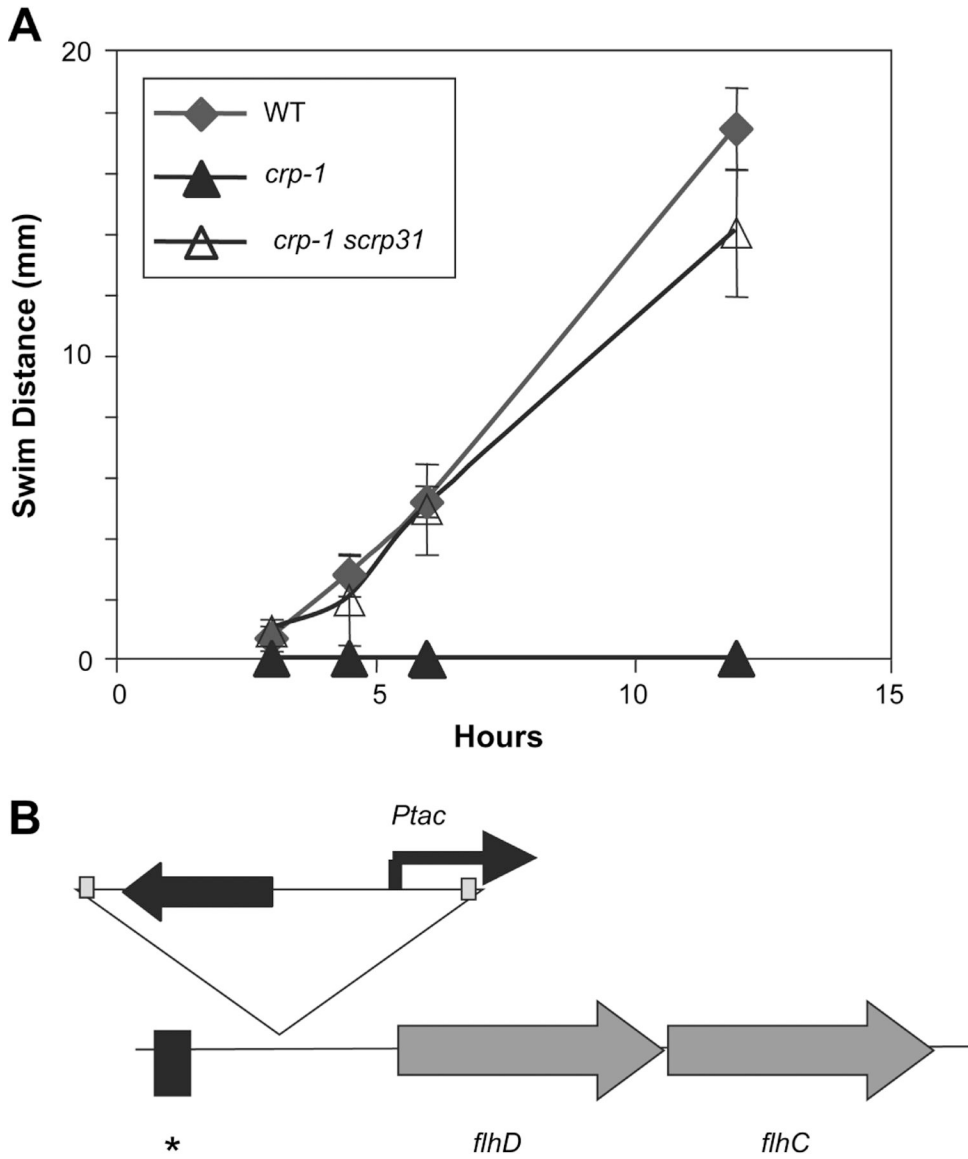 A
20
WT
crp-1
crp-1 scrp31
10
0
0
5
10
15
Swim Distance (mm)
Hours
B
Ptac
*
flhD
flhC